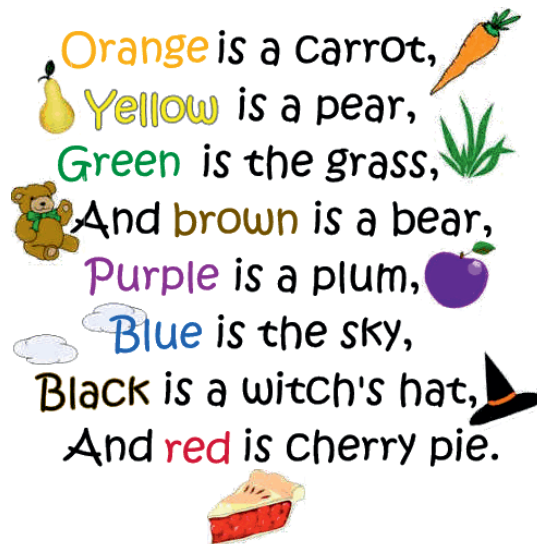 Orange is a carrot,
Yellow is a pear,
Green is the grass,
And brown is a bear,
Purple is a plum,
Blue is the sky,
Black is a witch's hat,
And red is cherry pie.